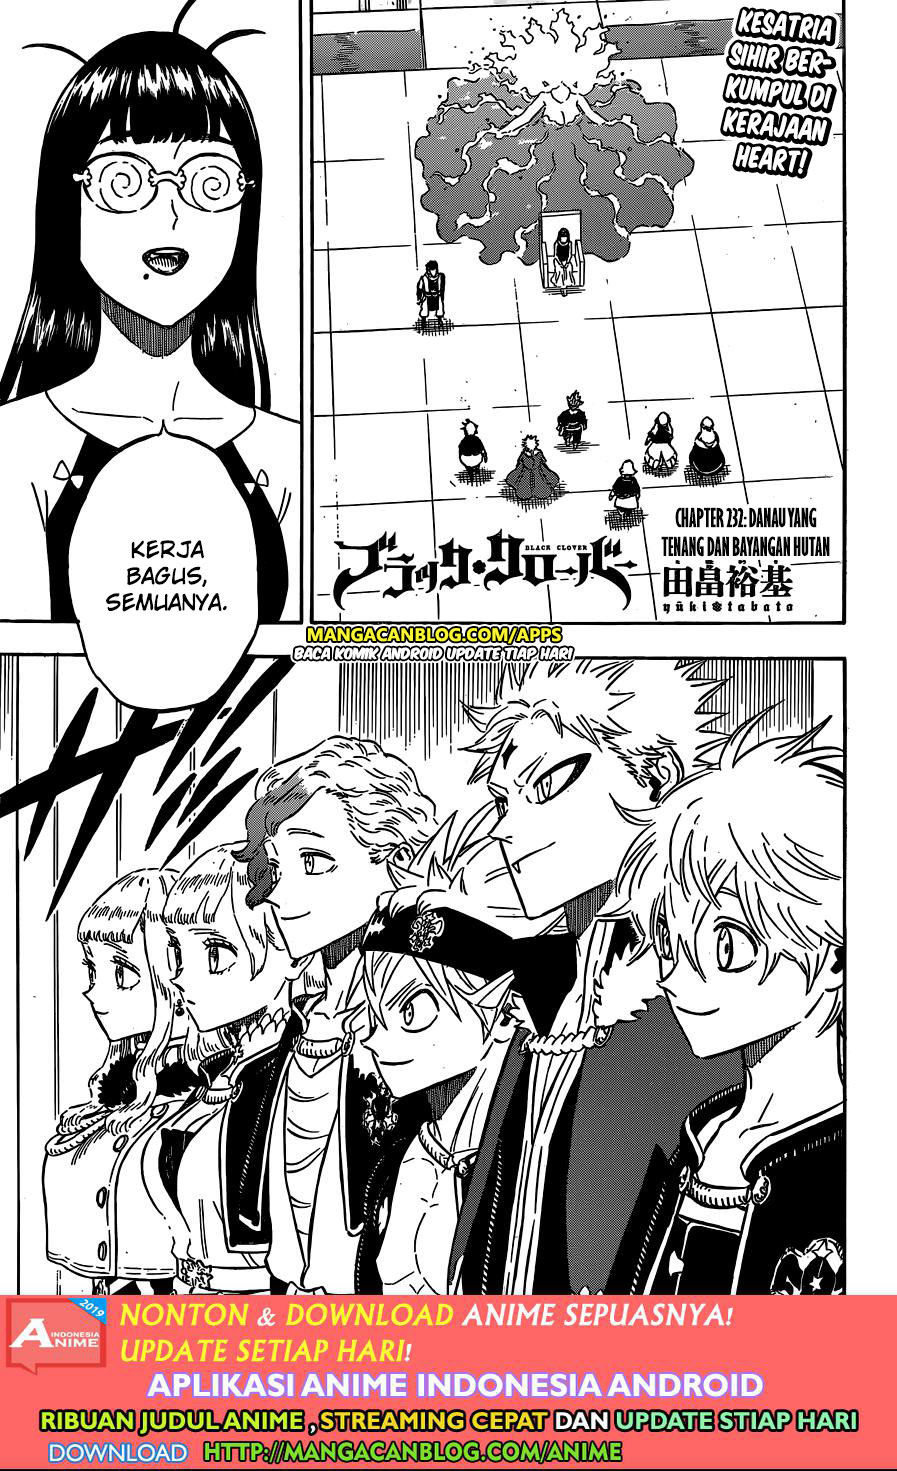 KESATRIA
SIHIR BER-
KUMPUL DI
KERAJAAN
HEART!
KERJA
BAGUS,
SEMUANYA.
CHAPTER 232: DANAU YANG
TENANG DAN BAYANGAN HUTAN
ブラック・クローバー
BLACK CLOVER
田畠裕基
yūki tabata
MANGACANBLOG.COM/APPS
BACA KOMIK ANDROID UPDATE TIAP HARI
2019
INDONESIA
ANIME
NONTON & DOWNLOAD ANIME SEPUASNYA!
UPDATE SETIAP HARI!
APLIKASI ANIME INDONESIA ANDROID
RIBUAN JUDUL ANIME , STREAMING CEPAT DAN UPDATE STIAP HARI
DOWNLOAD HTTP://MANGACANBLOG.COM/ANIME